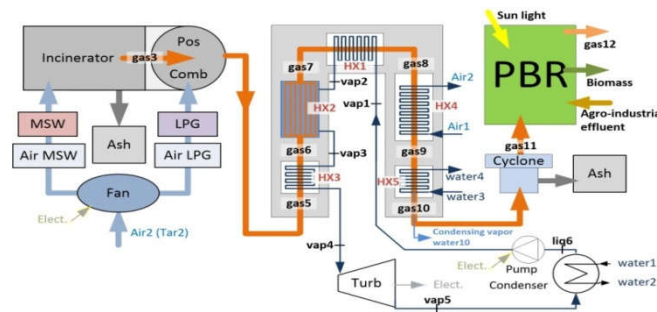 Incinerator
gas3
Pos
Comb
MSW
LPG
Air MSW
Ash
Air LPG
Fan
Elect.
Air2 (Tar2)
gas7
HX1
gas8
vap2
HX2
vap1
Air2
HX4
Air1
gas6
vap3
HX3
gas5
gas9
water4
HX5
water3
gas10
vap4
Condensing vapor
water10
Turb
Elect.
vap5
Elect.
Pump
Condenser
liq6
water1
water2
Sun light
PBR
gas12
Biomass
Agro-industrial
effluent
gas11
Cyclone
Ash